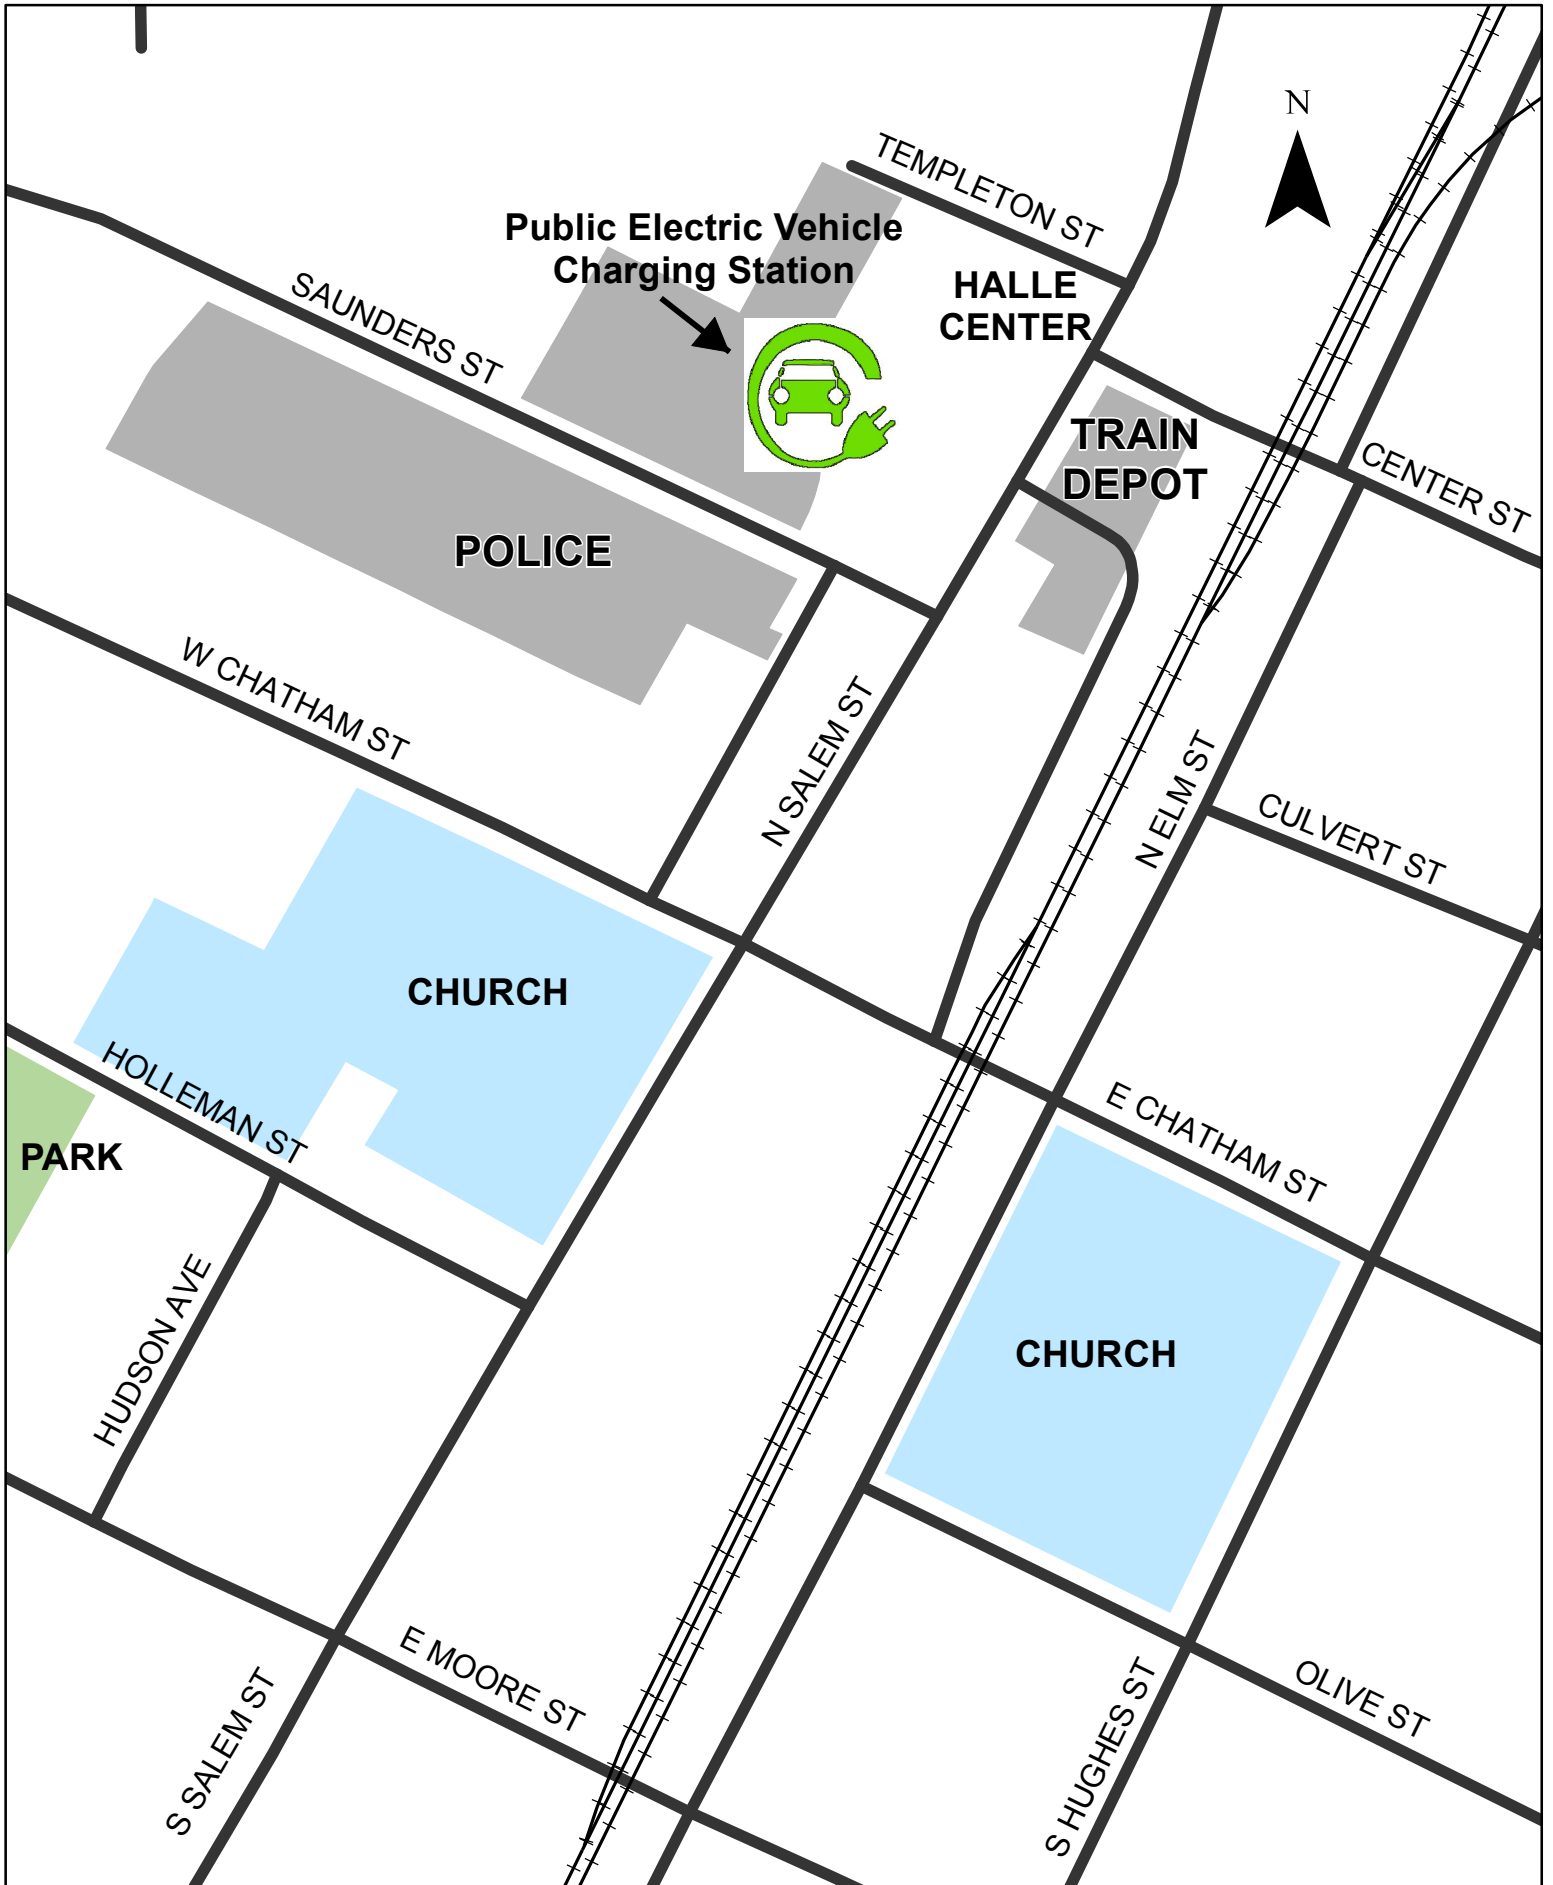 N
TEMPLETON ST
Public Electric Vehicle
Charging Station
HALLE
CENTER
SAUNDERS ST
TRAIN
DEPOT
CENTER ST
POLICE
W CHATHAM ST
N SALEM ST
N ELM ST
CULVERT ST
CHURCH
HOLLEMAN ST
PARK
E CHATHAM ST
HUDSON AVE
CHURCH
E MOORE ST
S SALEM ST
S HUGHES ST
OLIVE ST